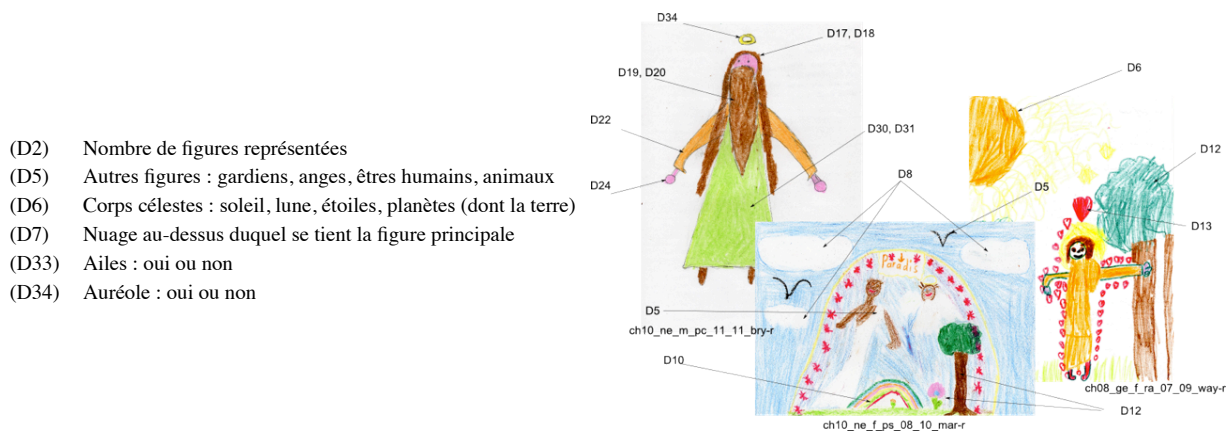 (D2) Nombre de figures représentées
(D5) Autres figures : gardiens, anges, êtres humains, animaux
(D6) Corps célestes : soleil, lune, étoiles, planètes (dont la terre)
(D7) Nuage au-dessus duquel se tient la figure principale
(D33) Ailes : oui ou non
(D34) Auréole : oui ou non
D34
D17, D18
D19, D20
D22
D24
D30, D31
D6
D12
D8
D5
D13
Paradis
D5
ch10_ne_m_pc_11_11_bry-r
D10
ch08_ge_f_ra_07_09_way-r
D12
ch10_ne_f_ps_08_10_mar-r